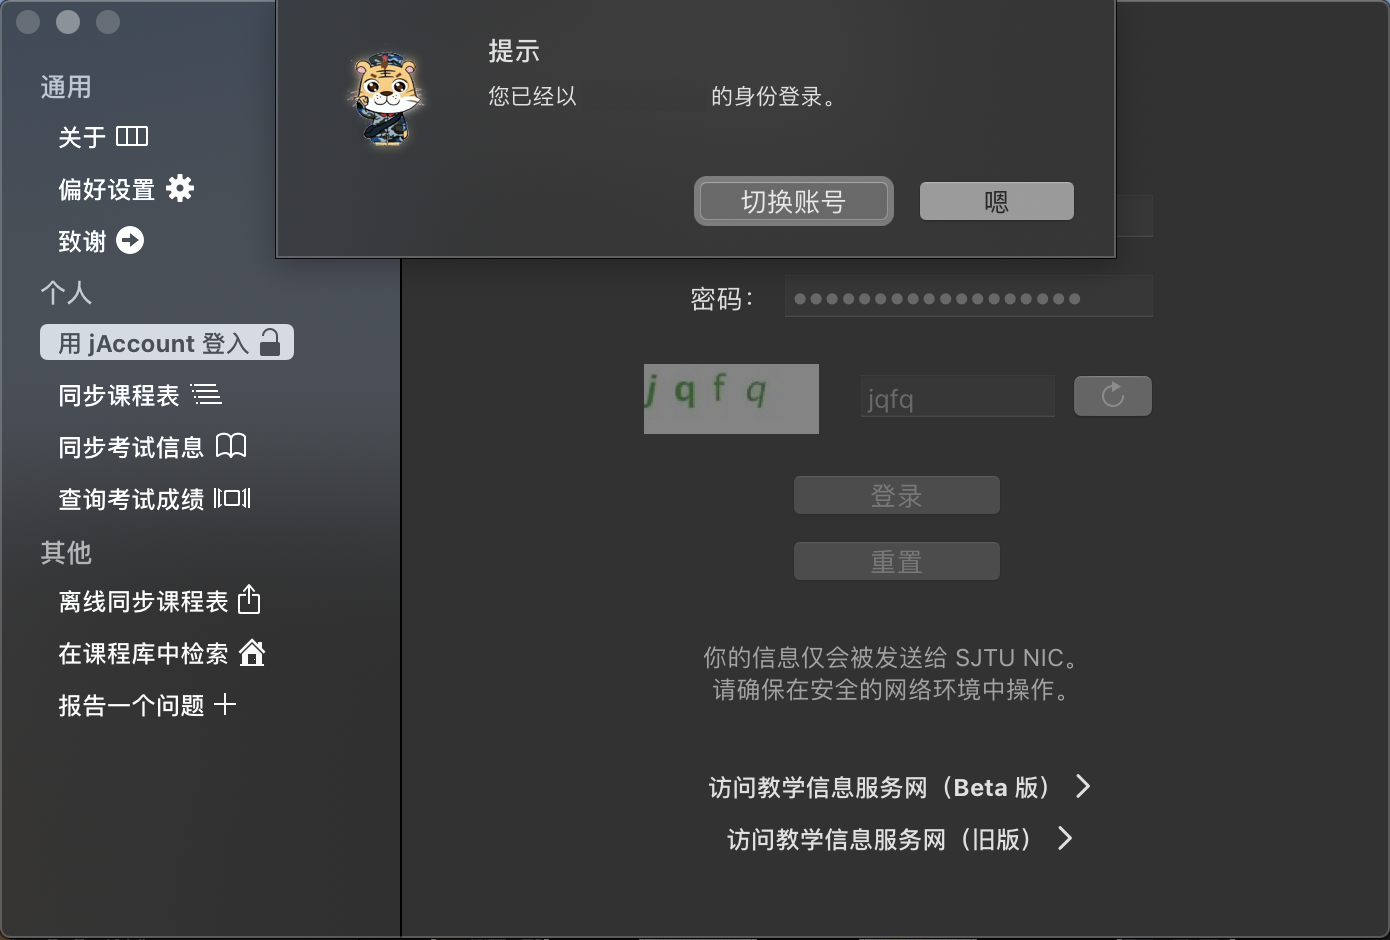 提示
您已经以 的身份登录。
切换账号 嗯
通用
关于
偏好设置
致谢
个人
用 jAccount 登入
同步课程表
同步考试信息
查询考试成绩
其他
离线同步课程表
在课程库中检索
报告一个问题
密码：
jqfq jqfq
登录
重置
你的信息仅会被发送给 SJTU NIC。
请确保在安全的网络环境中操作。
访问教学信息服务网（Beta 版）
访问教学信息服务网（旧版）